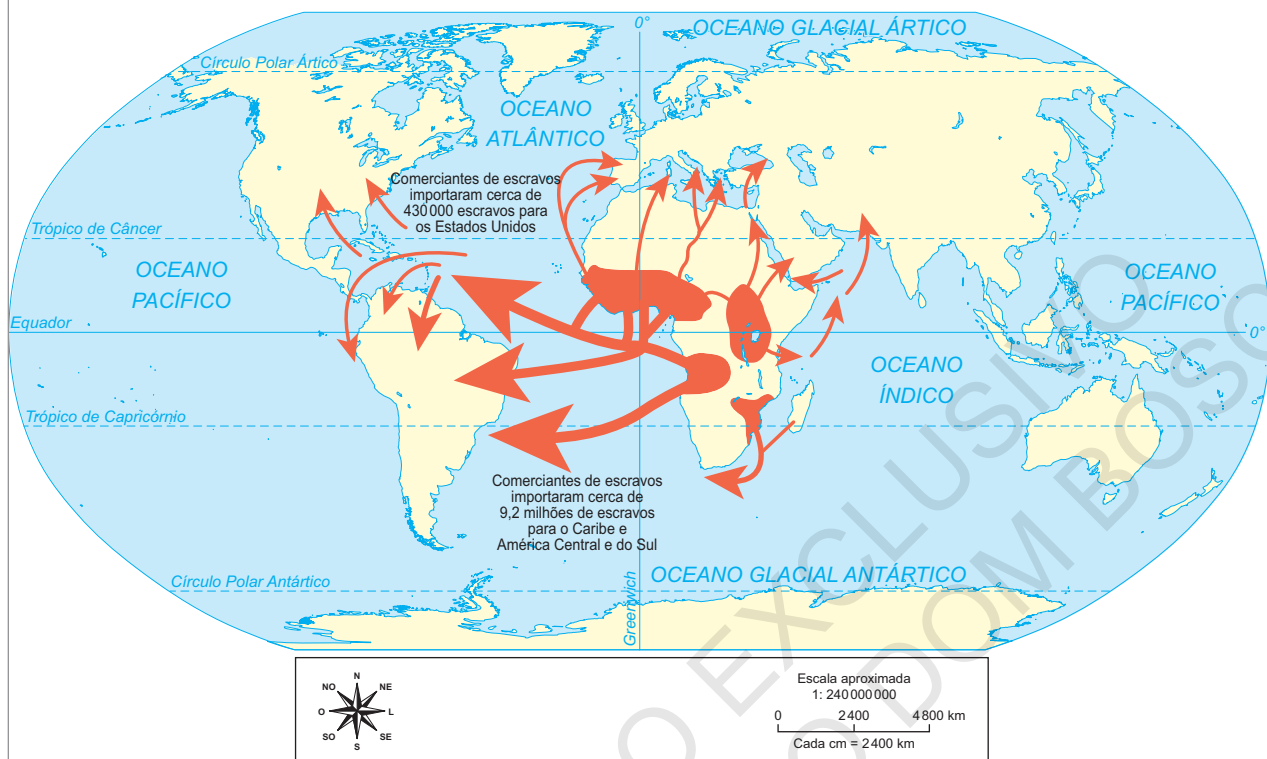 0°
OCEANO GLACIAL ÁRTICO
Círculo Polar Ártico
OCEANO
ATLÂNTICO
Comerciantes de escravos
importaram cerca de
430 000 escravos para
os Estados Unidos
Trópico de Câncer
OCEANO
PACÍFICO
OCEANO
PACÍFICO
Equador
0°
OCEANO
ÍNDICO
Trópico de Capricórnio
Comerciantes de escravos
importaram cerca de
9,2 milhões de escravos
para o Caribe e
América Central e do Sul
Círculo Polar Antártico
OCEANO GLACIAL ANTÁRTICO
Greenwich
N
NO
NE
O
L
SO
SE
S
Escala aproximada
1: 240 000 000
0 2 400 4 800 km
Cada cm = 2 400 km
O EXCLUSIVO
O DOM BOSCO